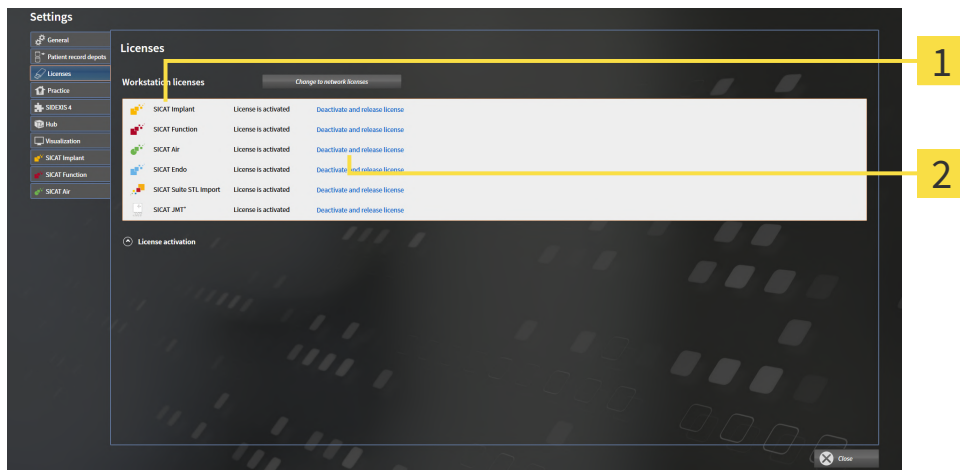 Settings
General
Patient record depots
Licenses
Practice
SIDEXIS 4
Hub
Visualization
SICAT Implant
SICAT Function
SICAT Air
Licenses
Workstation licenses Change to network licenses
SICAT Implant License is activated Deactivate and release license
SICAT Function License is activated Deactivate and release license
SICAT Air License is activated Deactivate and release license
SICAT Endo License is activated Deactivate and release license
SICAT Suite STL Import License is activated Deactivate and release license
SICAT JMT⁺ License is activated Deactivate and release license
License activation
Close
1
2